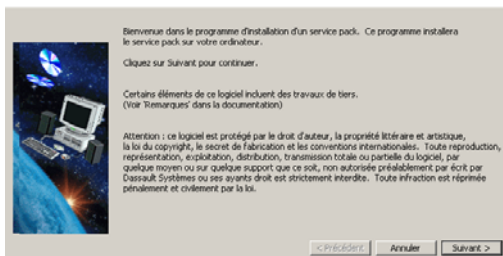 Bienvenue dans le programme d'installation d'un service pack. Ce programme installera
le service pack sur votre ordinateur.
Cliquez sur Suivant pour continuer.
Certains éléments de ce logiciel incluent des travaux de tiers.
(Voir 'Remarques' dans la documentation)
Attention : ce logiciel est protégé par le droit d'auteur, la propriété littéraire et artistique,
la loi du copyright, le secret de fabrication et les conventions internationales. Toute reproduction,
représentation, exploitation, distribution, transmission totale ou partielle du logiciel, par
quelque moyen ou sur quelque support que ce soit, non autorisée préalablement par écrit par
Dassault Systèmes ou ses ayants droit est strictement interdite. Toute infraction est réprimée
pénalement et civilement par la loi.
< Précédent Annuler Suivant >